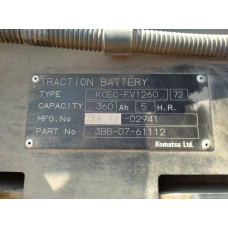 TRACTION BATTERY
TYPE KOEC-FV1260 72
CAPACITY 360 Ah 5 H.R.
MFG.No -02941
PART No 3BB-07-61112
Komatsu Ltd.